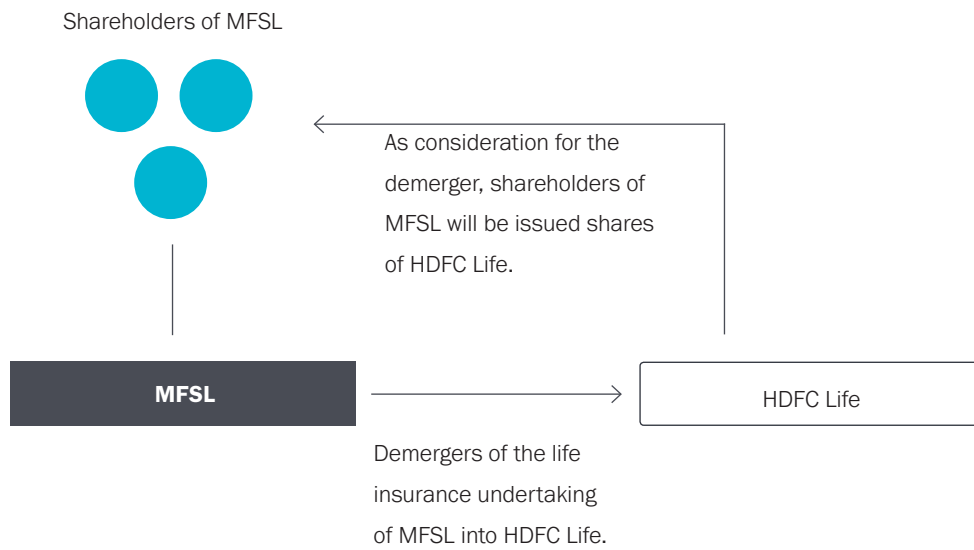 Shareholders of MFSL
As consideration for the
demerger, shareholders of
MFSL will be issued shares
of HDFC Life.
MFSL
HDFC Life
Demergers of the life
insurance undertaking
of MFSL into HDFC Life.